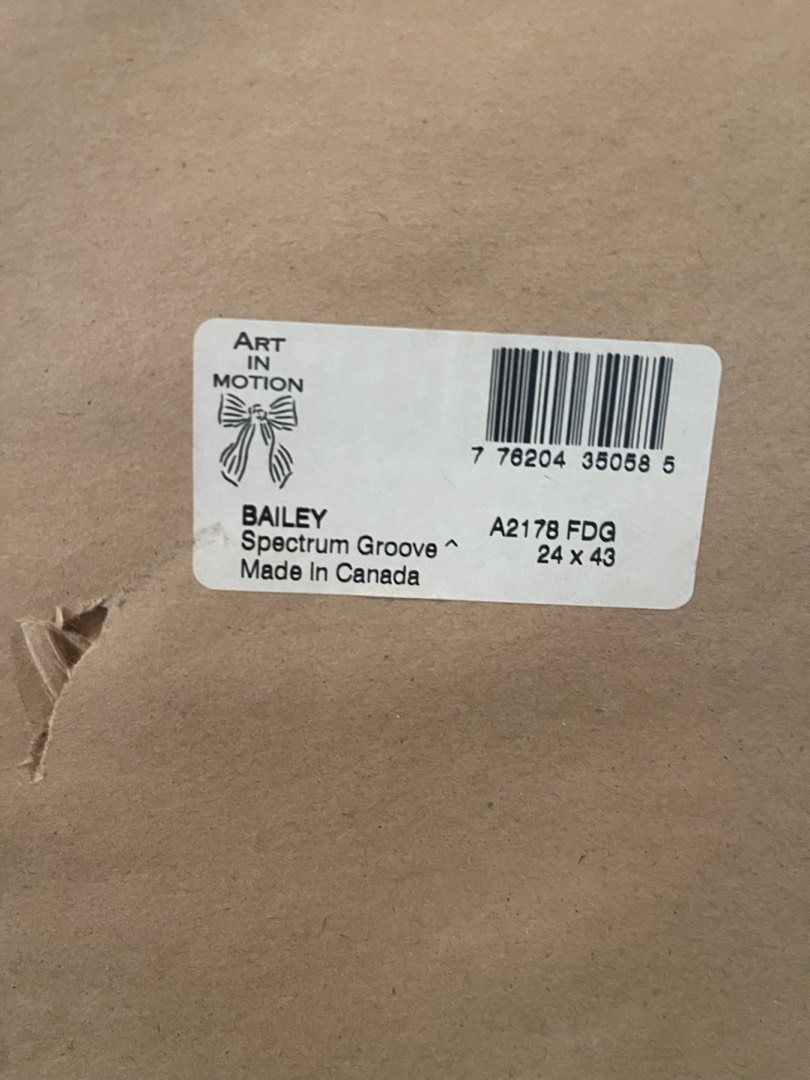 ART
IN
MOTION
7 76204 35058 5
BAILEY
Spectrum Groove ^
Made In Canada
A2178 FDG
24 x 43